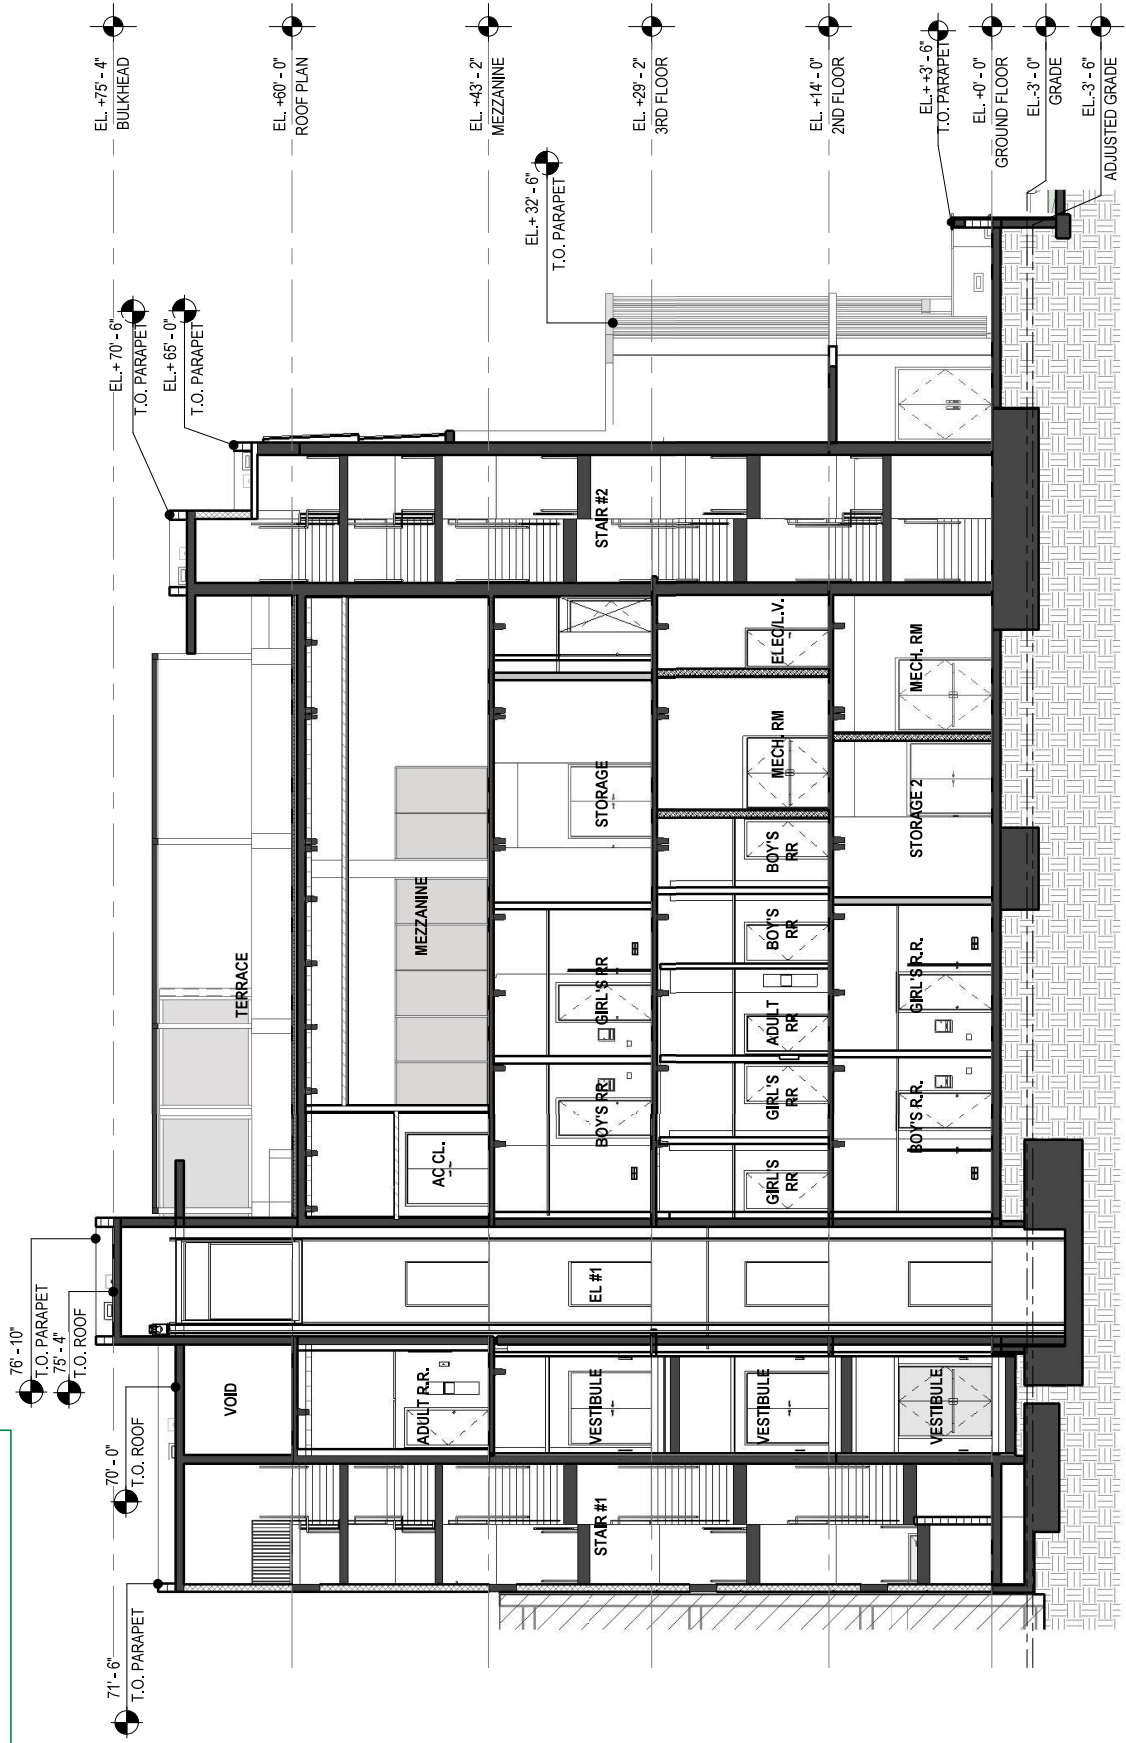 EL. +75' - 4"
BULKHEAD
EL. +60' - 0"
ROOF PLAN
EL. +43' - 2"
MEZZANINE
EL. +29' - 2"
3RD FLOOR
EL. +14' - 0"
2ND FLOOR
EL.+ +3' - 6"
T.O. PARAPET
EL. +0' - 0"
GROUND FLOOR
EL.-3' - 0"
GRADE
EL.-3' - 6"
ADJUSTED GRADE
EL.+ 32' - 6"
T.O. PARAPET
EL.+ 70' - 6"
T.O. PARAPET
EL.+ 65' - 0"
T.O. PARAPET
STAIR #2
ELEC/L.V.
MECH. RM
MECH. RM
STORAGE
STORAGE 2
BOY'S
RR
MEZZANINE
TERRACE
BOY'S
RR
GIRL'S RR
ADULT
RR
GIRL'S R.R.
GIRL'S
RR
BOY'S RR
BOY'S R.R.
AC CL.
GIRL'S
RR
EL #1
76' - 10"
T.O. PARAPET
75' - 4"
T.O. ROOF
VOID
ADULT R.R.
VESTIBULE
VESTIBULE
VESTIBULE
70' - 0"
T.O. ROOF
STAIR #1
71' - 6"
T.O. PARAPET